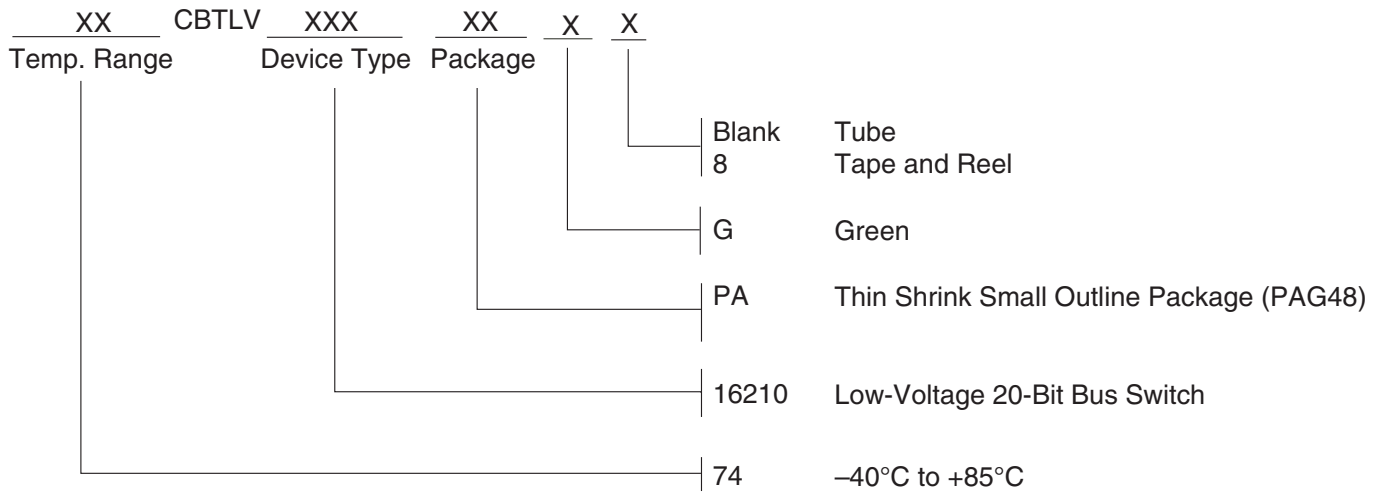 XX CBTLV XXX XX X X
Temp. Range Device Type Package
Blank Tube
8 Tape and Reel
G Green
PA Thin Shrink Small Outline Package (PAG48)
16210 Low-Voltage 20-Bit Bus Switch
74 –40°C to +85°C